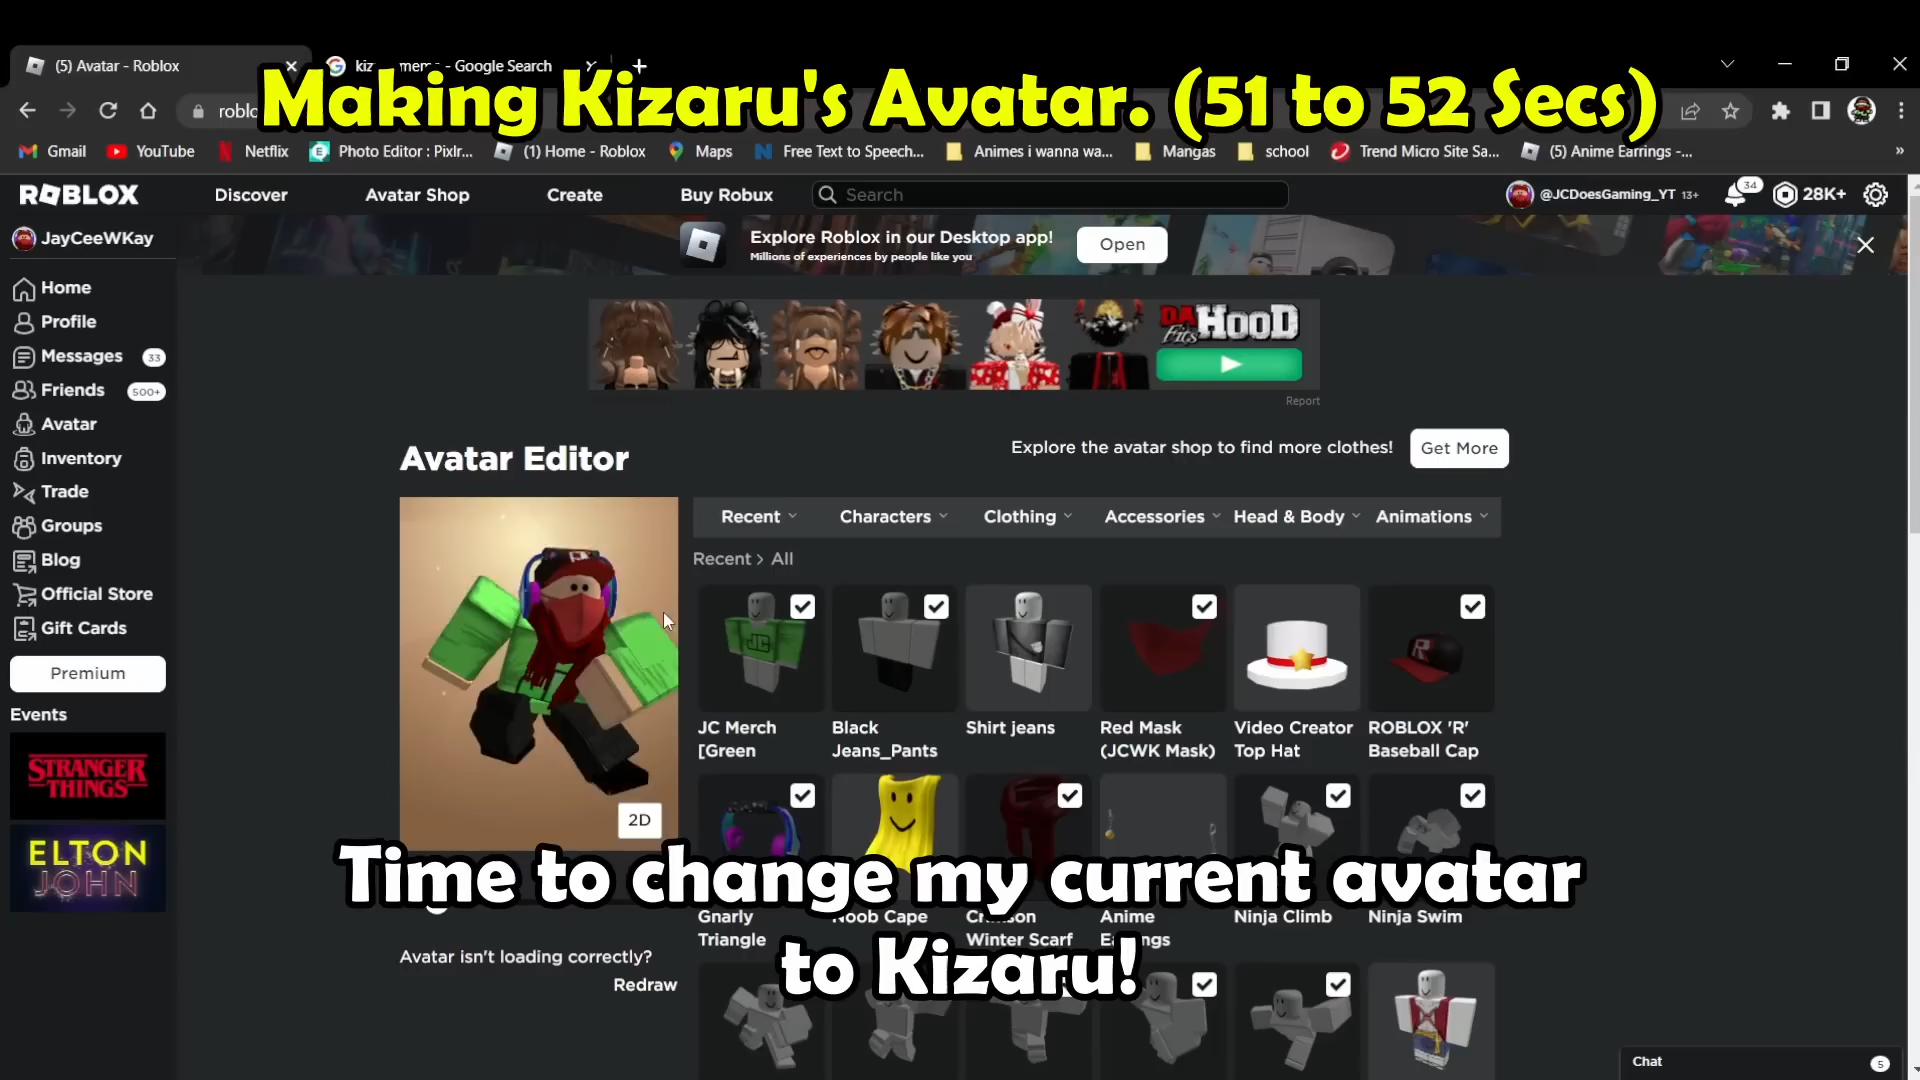 (5) Avatar - Roblox
meme - Google Search
Making Kizaru's Avatar. (51 to 52 Secs)
Gmail YouTube Netflix Photo Editor : Pixlr... (1) Home - Roblox Maps Free Text to Speech... Animes i wanna wa... Mangas school Trend Micro Site Sa... (5) Anime Earrings -... »
ROBLOX Discover Avatar Shop Create Buy Robux Search @JCDoesGaming_YT 13+ 34 28K+
JayCeeWKay
Explore Roblox in our Desktop app!
Millions of experiences by people like you
Open
Home
Profile
Messages 33
Friends 500+
Avatar
Inventory
Trade
Groups
Blog
Official Store
Gift Cards
Premium
Events
STRANGER
THINGS
ELTON
JOHN
DA HOOD
Fits
Report
Avatar Editor
Explore the avatar shop to find more clothes!
Get More
Recent Characters Clothing Accessories Head & Body Animations
Recent > All
JC
R
JC Merch
[Green
Black
Jeans_Pants
Shirt jeans
Red Mask
(JCWK Mask)
Video Creator
Top Hat
ROBLOX 'R'
Baseball Cap
2D
Time to change my current avatar
to Kizaru!
Gnarly
Triangle
Noob Cape
Winter Scarf
Anime
Ninja Climb
Ninja Swim
Avatar isn't loading correctly?
Redraw
Chat 5